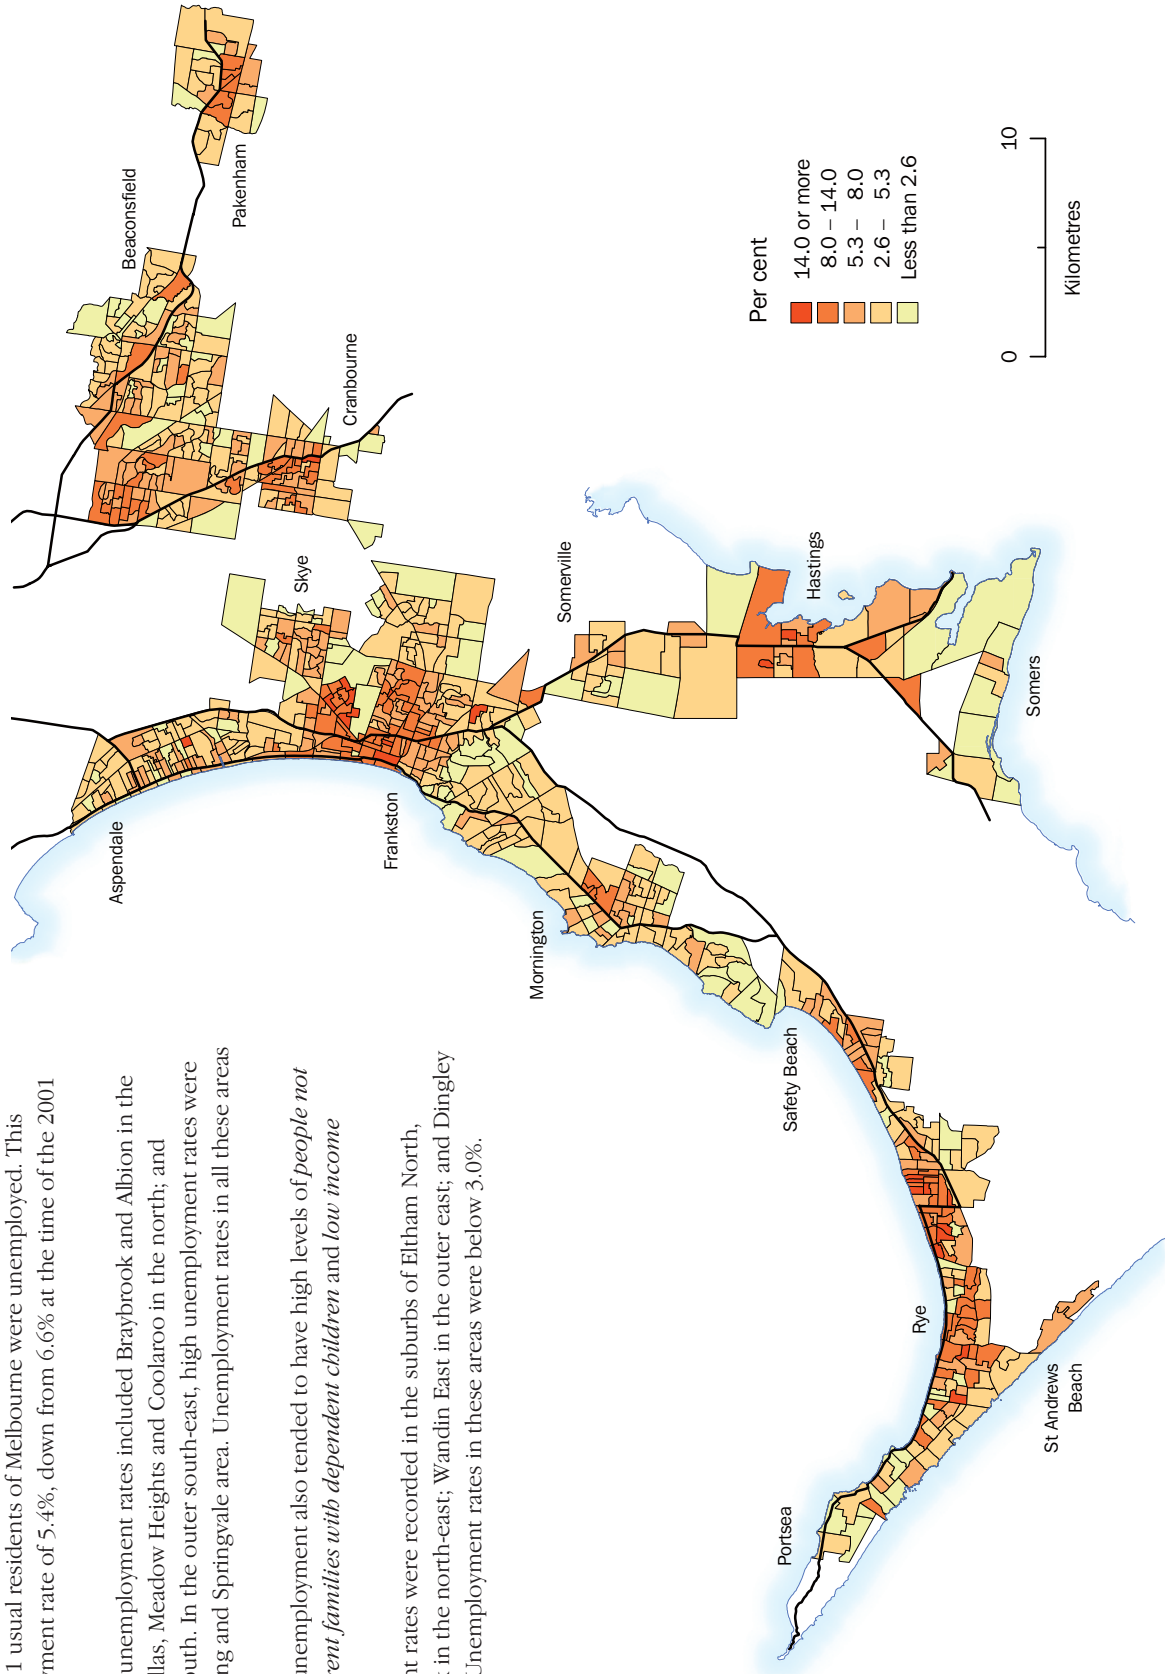 1 usual residents of Melbourne were unemployed. This
ment rate of 5.4%, down from 6.6% at the time of the 2001
unemployment rates included Braybrook and Albion in the
llas, Meadow Heights and Coolaroo in the north; and
outh. In the outer south-east, high unemployment rates were
ng and Springvale area. Unemployment rates in all these areas
unemployment also tended to have high levels of people not
rent families with dependent children and low income
nt rates were recorded in the suburbs of Eltham North,
in the north-east; Wandin East in the outer east; and Dingley
Unemployment rates in these areas were below 3.0%.
Aspendale
Beaconsfield
Pakenham
Skye
Cranbourne
Frankston
Mornington
Somerville
Safety Beach
Hastings
Portsea
Rye
Somers
St Andrews
Beach
Per cent
14.0 or more
8.0 – 14.0
5.3 – 8.0
2.6 – 5.3
Less than 2.6
0
10
Kilometres